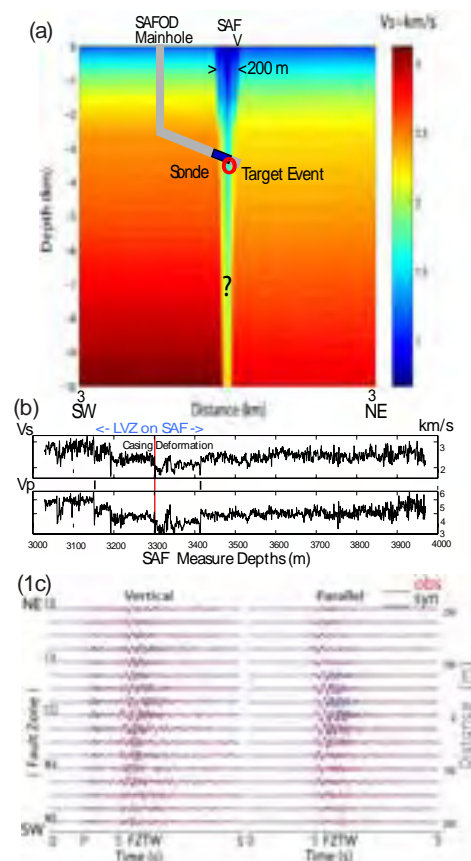 (a)
SAFOD
Mainhole
SAF
V
Vs-km/s
> <200 m
Sonde
Target Event
?
Depth (km)
3
3
SW
Distance (km)
NE
(b)
<- LVZ on SAF ->
Vs
Casing Deformation
km/s
3
2
Vp
6
5
4
3
3000 3100 3200 3300 3400 3500 3600 3700 3800 3900 4000
SAF Measure Depths (m)
(1c)
obs
Vertical
Parallel
syn
NE
( Fault Zone )
Distance (m)
SW
P S FZTW
S FZTW
Time (s)
Time (s)